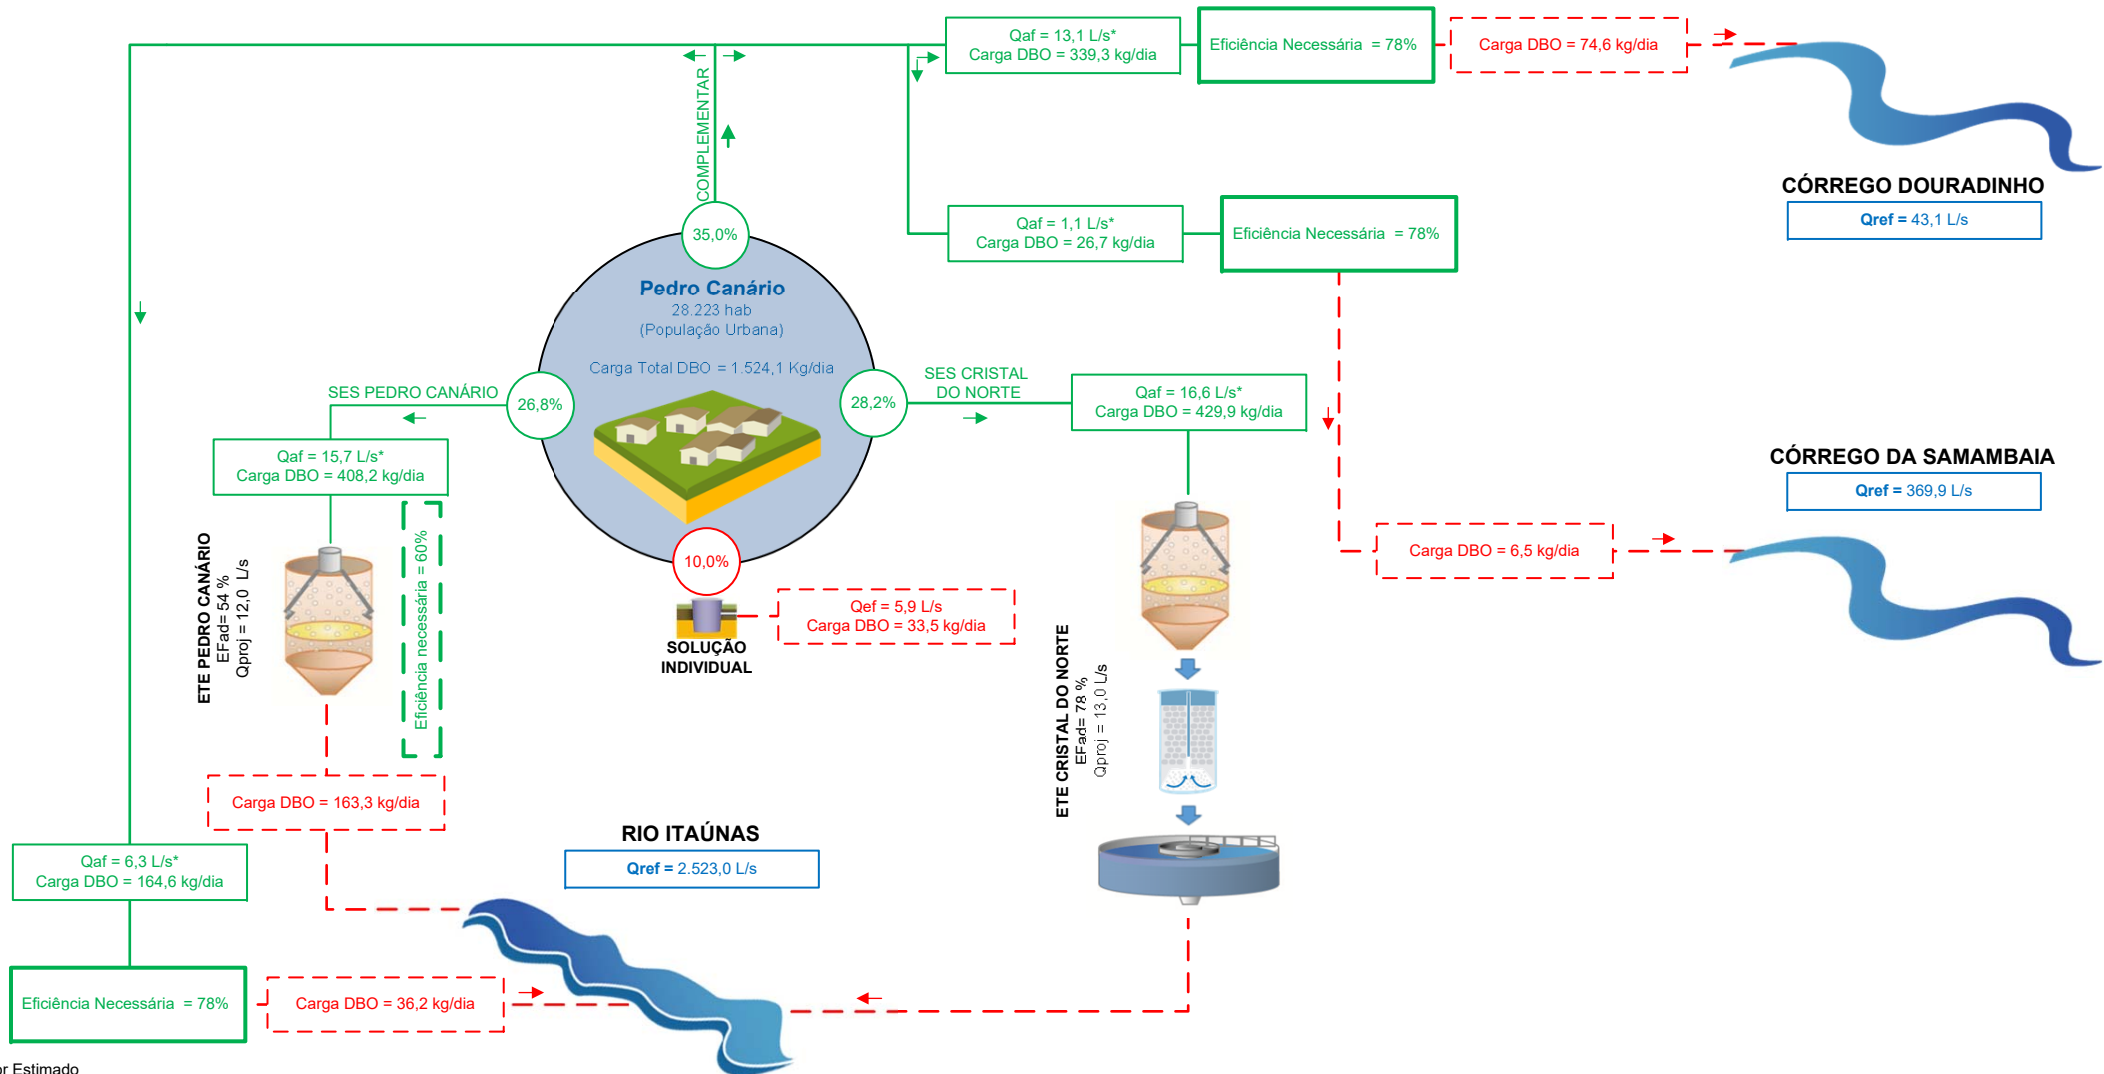 Qaf = 13,1 L/s*
Carga DBO = 339,3 kg/dia
Eficiência Necessária = 78%
Carga DBO = 74,6 kg/dia
COMPLEMENTAR
CÓRREGO DOURADINHO
Qref = 43,1 L/s
Qaf = 1,1 L/s*
Carga DBO = 26,7 kg/dia
Eficiência Necessária = 78%
35,0%
Pedro Canário
28.223 hab
(População Urbana)
Carga Total DBO = 1.524,1 Kg/dia
SES PEDRO CANÁRIO
26,8%
28,2%
SES CRISTAL
DO NORTE
Qaf = 16,6 L/s*
Carga DBO = 429,9 kg/dia
Qaf = 15,7 L/s*
Carga DBO = 408,2 kg/dia
CÓRREGO DA SAMAMBAIA
Qref = 369,9 L/s
Carga DBO = 6,5 kg/dia
ETE PEDRO CANÁRIO
EFad= 54 %
Qproj = 12,0 L/s
Eficiência necessária = 60%
10,0%
SOLUÇÃO
INDIVIDUAL
Qef = 5,9 L/s
Carga DBO = 33,5 kg/dia
ETE CRISTAL DO NORTE
EFad= 78 %
Qproj = 13,0 L/s
Carga DBO = 163,3 kg/dia
RIO ITAÚNAS
Qref = 2.523,0 L/s
Qaf = 6,3 L/s*
Carga DBO = 164,6 kg/dia
Eficiência Necessária = 78%
Carga DBO = 36,2 kg/dia
Estimado